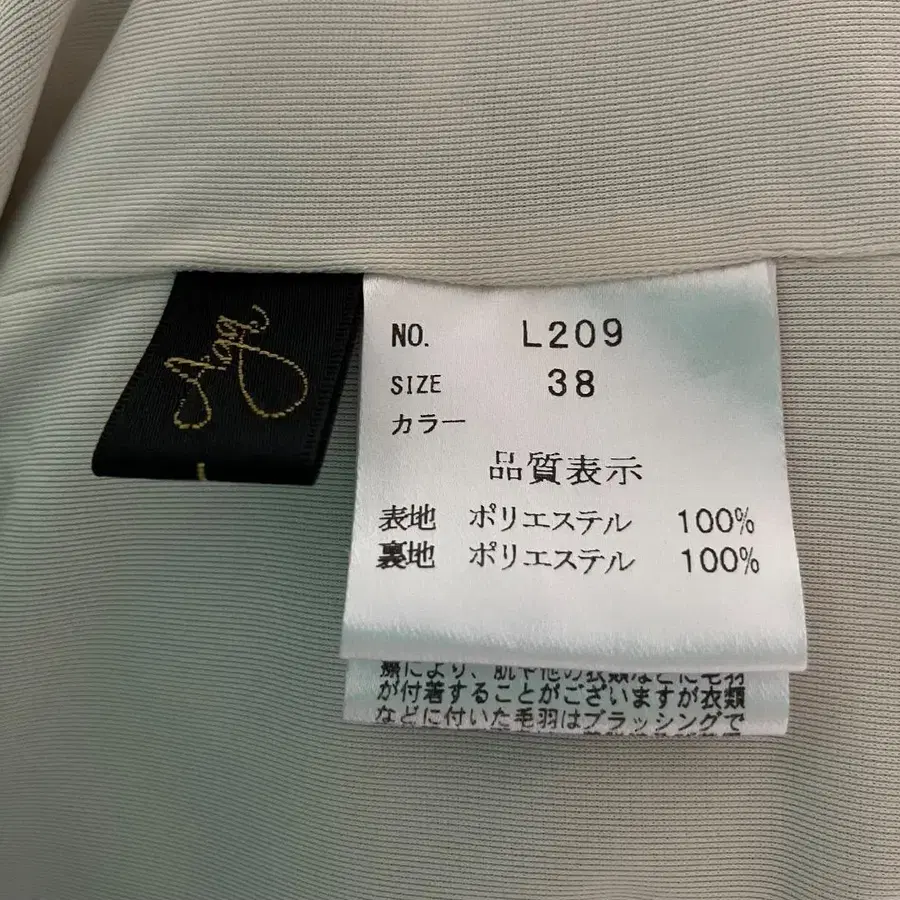 NO. L209
SIZE 38
カラー
品質表示
表地 ポリエステル 100%
裏地 ポリエステル 100%
により、肌や他の衣類などに毛羽
が付着することがございますが衣類
などに付いた毛羽はブラッシングで